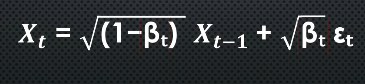 Xₜ = √(1−βₜ) Xₜ₋₁ + √βₜ εₜ